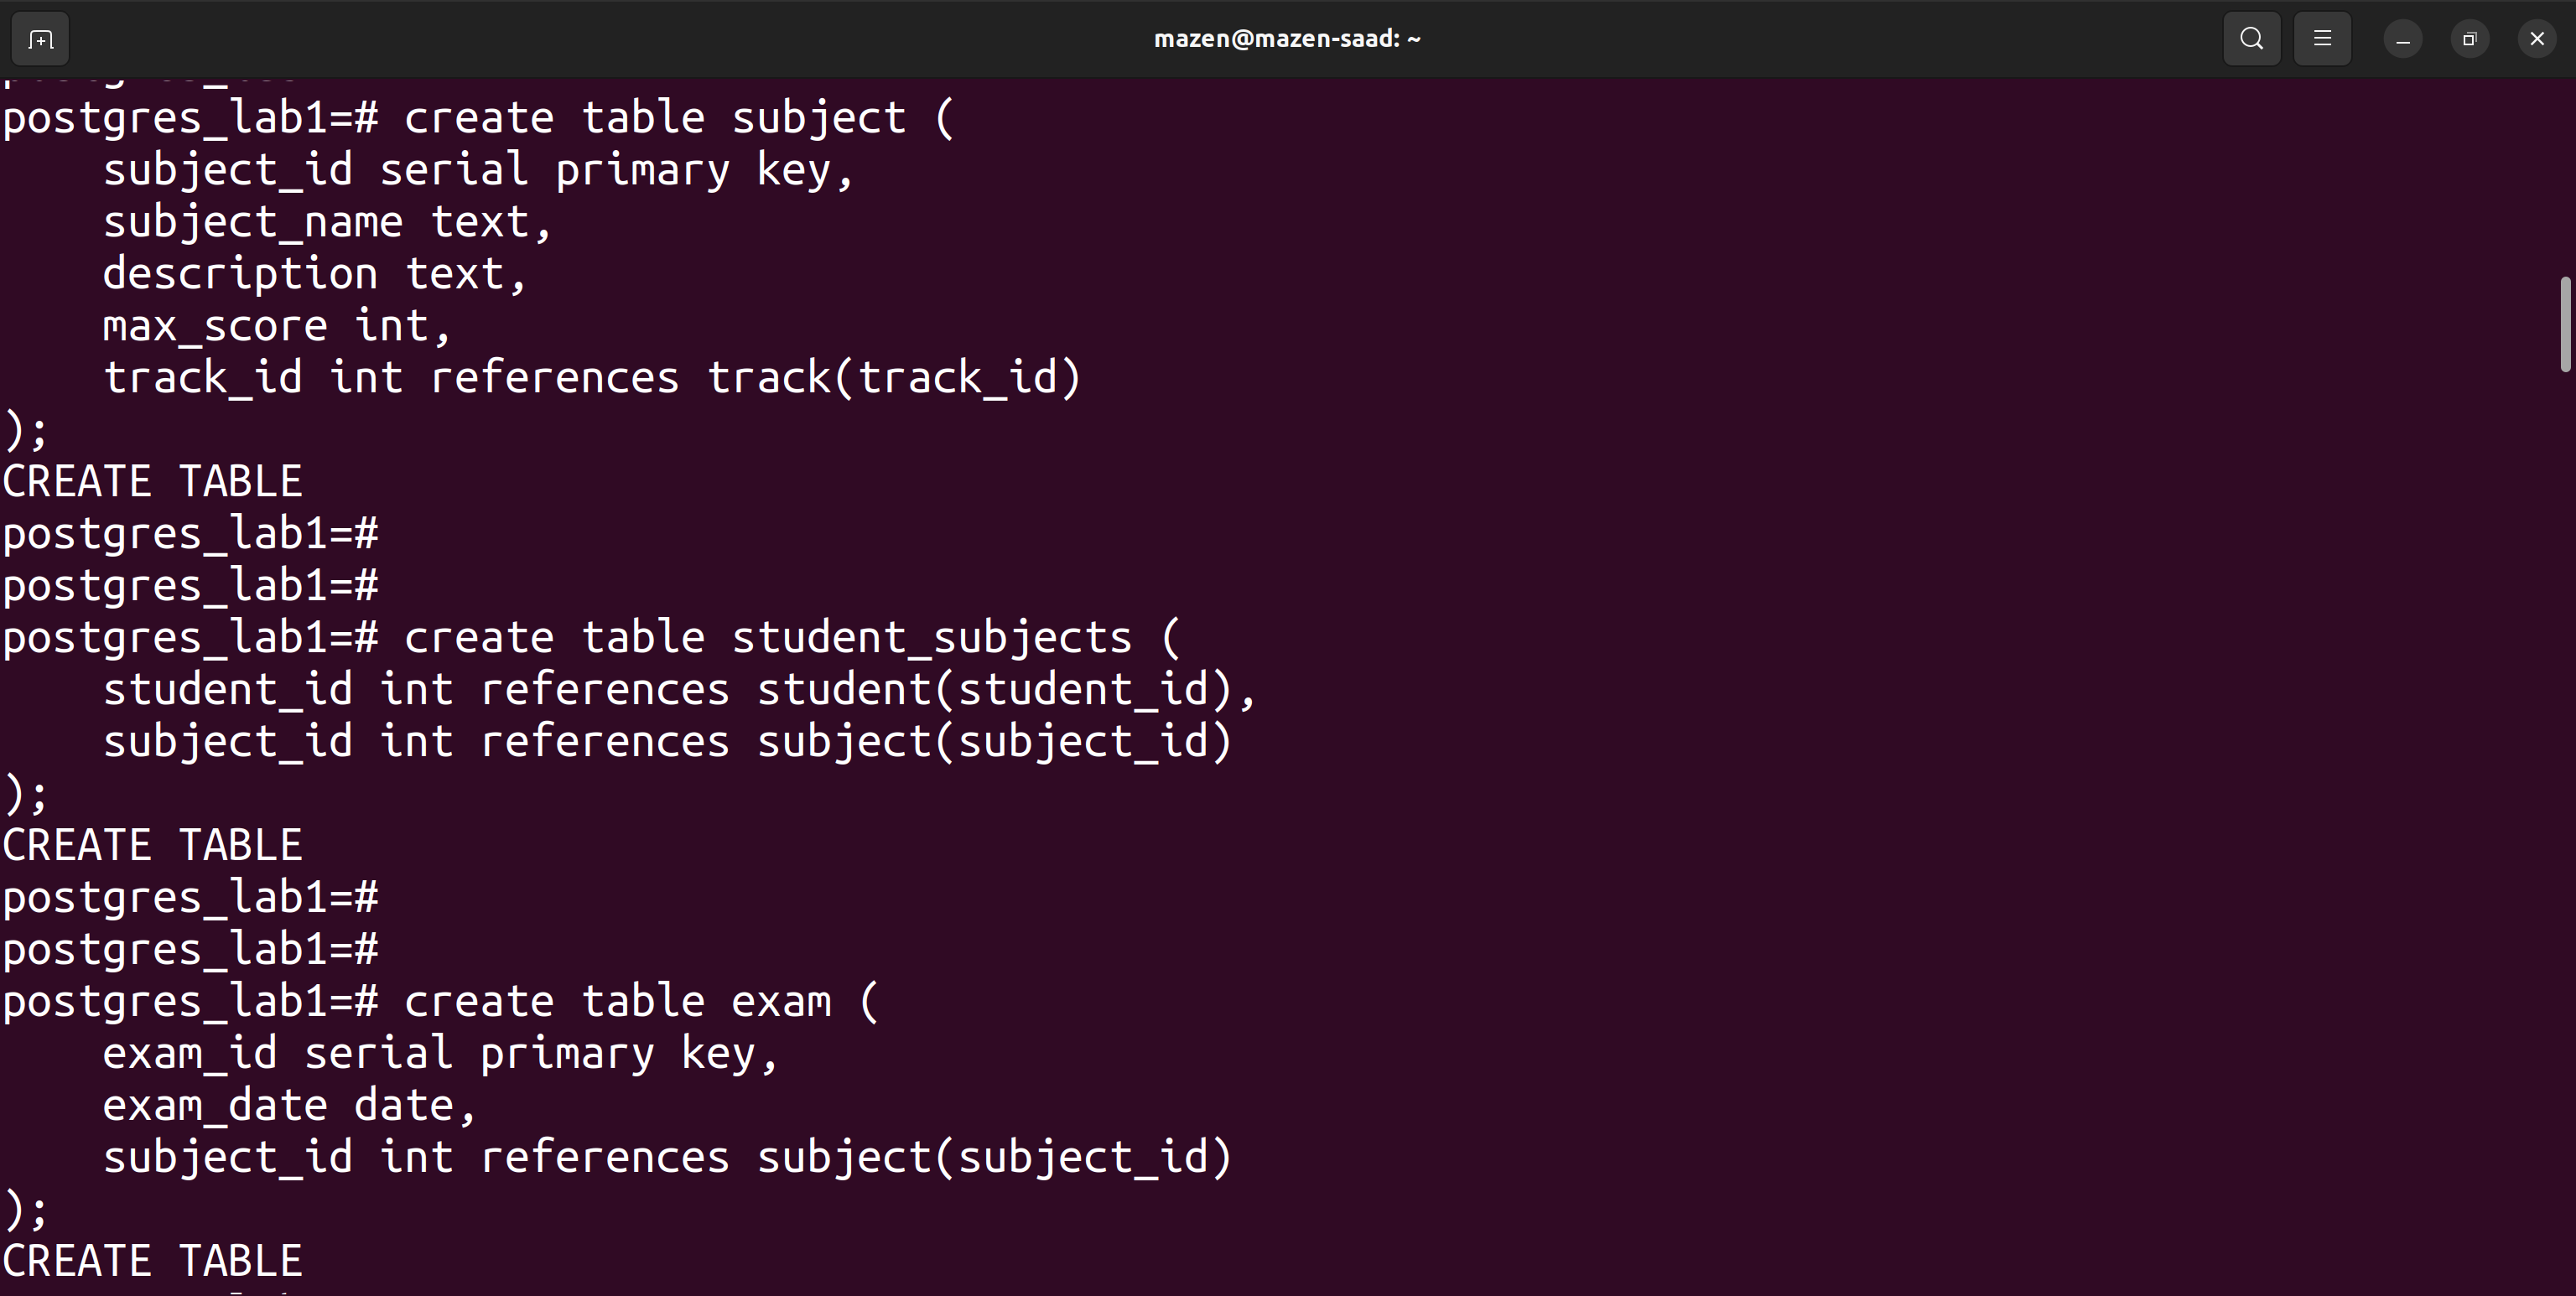 mazen@mazen-saad: ~
postgres_lab1=# create table subject (
    subject_id serial primary key,
    subject_name text,
    description text,
    max_score int,
    track_id int references track(track_id)
);
CREATE TABLE
postgres_lab1=#
postgres_lab1=#
postgres_lab1=# create table student_subjects (
    student_id int references student(student_id),
    subject_id int references subject(subject_id)
);
CREATE TABLE
postgres_lab1=#
postgres_lab1=#
postgres_lab1=# create table exam (
    exam_id serial primary key,
    exam_date date,
    subject_id int references subject(subject_id)
);
CREATE TABLE